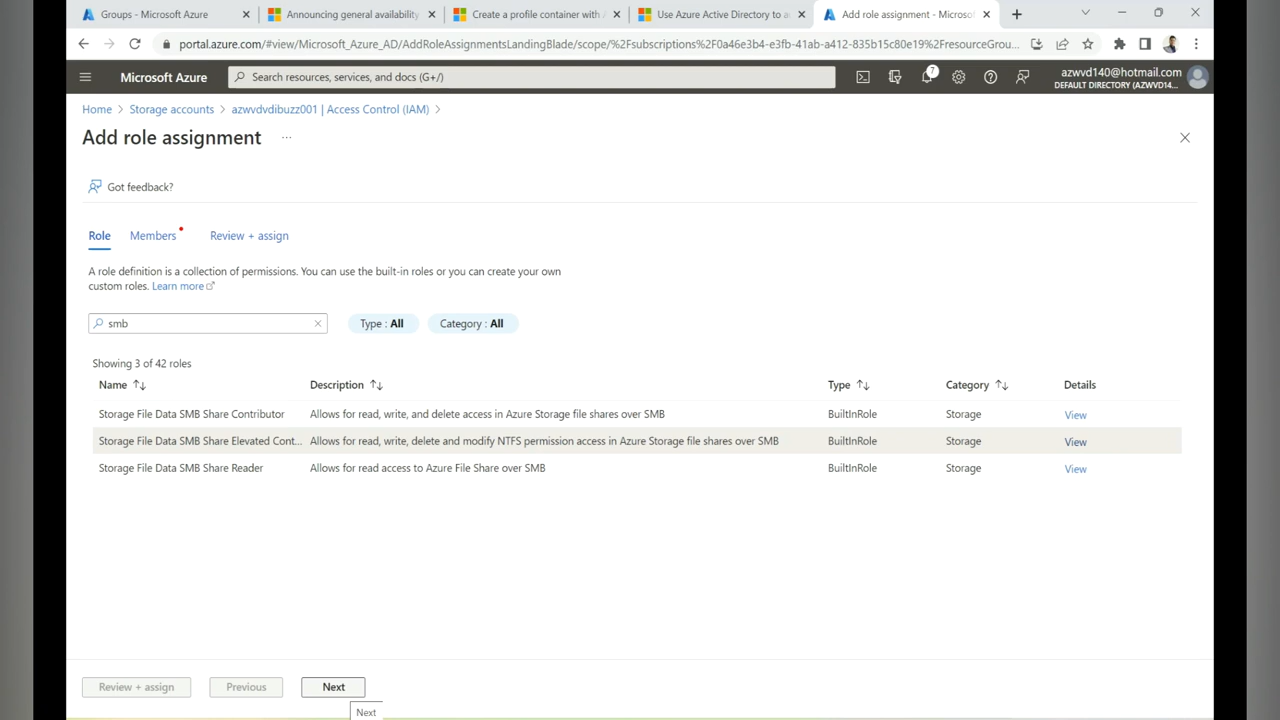 Groups - Microsoft Azure
Announcing general availability
Create a profile container with
Use Azure Active Directory to
Add role assignment - Microso
portal.azure.com/#view/Microsoft_Azure_AD/AddRoleAssignmentsLandingBlade/scope/%2Fsubscriptions%2F0a46e3b4-e3fb-41ab-a412-835b15c80e19%2FresourceGrou...
Microsoft Azure
Search resources, services, and docs (G+/)
7
azwvd140@hotmail.com
DEFAULT DIRECTORY (AZWVD14...
Home > Storage accounts > azwvdvdibuzz001 | Access Control (IAM) >
Add role assignment ...
Got feedback?
Role Members Review + assign
A role definition is a collection of permissions. You can use the built-in roles or you can create your own
custom roles. Learn more
smb
Type : All
Category : All
Showing 3 of 42 roles
Name Description Type Category Details
Storage File Data SMB Share Contributor Allows for read, write, and delete access in Azure Storage file shares over SMB BuiltInRole Storage View
Storage File Data SMB Share Elevated Cont... Allows for read, write, delete and modify NTFS permission access in Azure Storage file shares over SMB BuiltInRole Storage View
Storage File Data SMB Share Reader Allows for read access to Azure File Share over SMB BuiltInRole Storage View
Review + assign Previous Next
Next